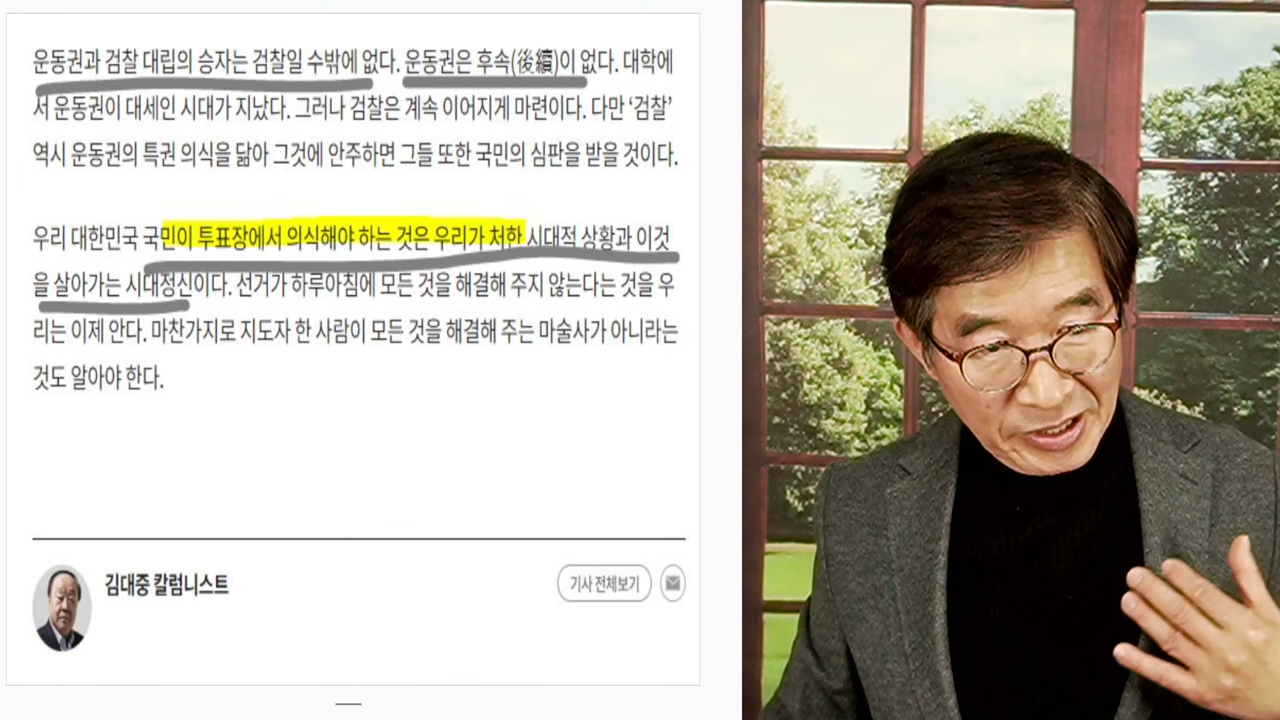 운동권과 검찰 대립의 승자는 검찰일 수밖에 없다. 운동권은 후속(後續)이 없다. 대학에
서 운동권이 대세인 시대가 지났다. 그러나 검찰은 계속 이어지게 마련이다. 다만 ‘검찰’
역시 운동권의 특권 의식을 닮아 그것에 안주하면 그들 또한 국민의 심판을 받을 것이다.
우리 대한민국 국민이 투표장에서 의식해야 하는 것은 우리가 처한 시대적 상황과 이것
을 살아가는 시대정신이다. 선거가 하루아침에 모든 것을 해결해 주지 않는다는 것을 우
리는 이제 안다. 마찬가지로 지도자 한 사람이 모든 것을 해결해 주는 마술사가 아니라는
것도 알아야 한다.
김대중 칼럼니스트
기사 전체보기